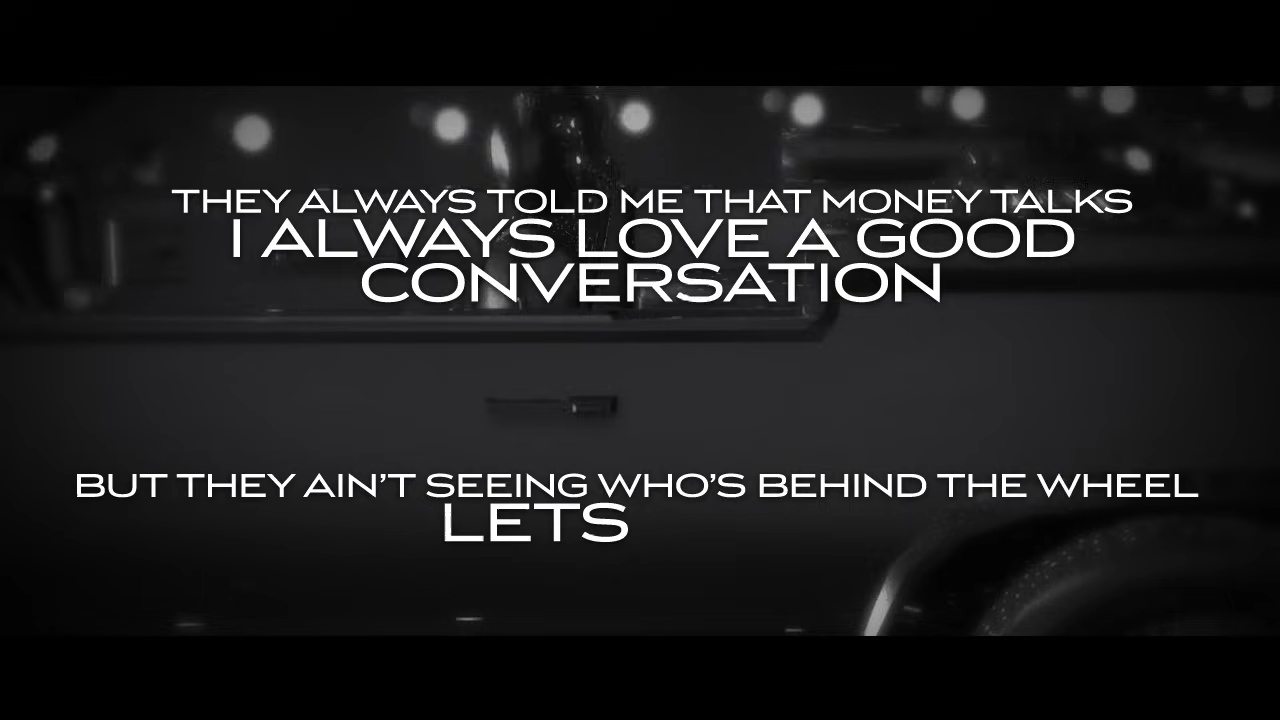 THEY ALWAYS TOLD ME THAT MONEY TALKS
I ALWAYS LOVE A GOOD
CONVERSATION
BUT THEY AIN'T SEEING WHO'S BEHIND THE WHEEL
LETS